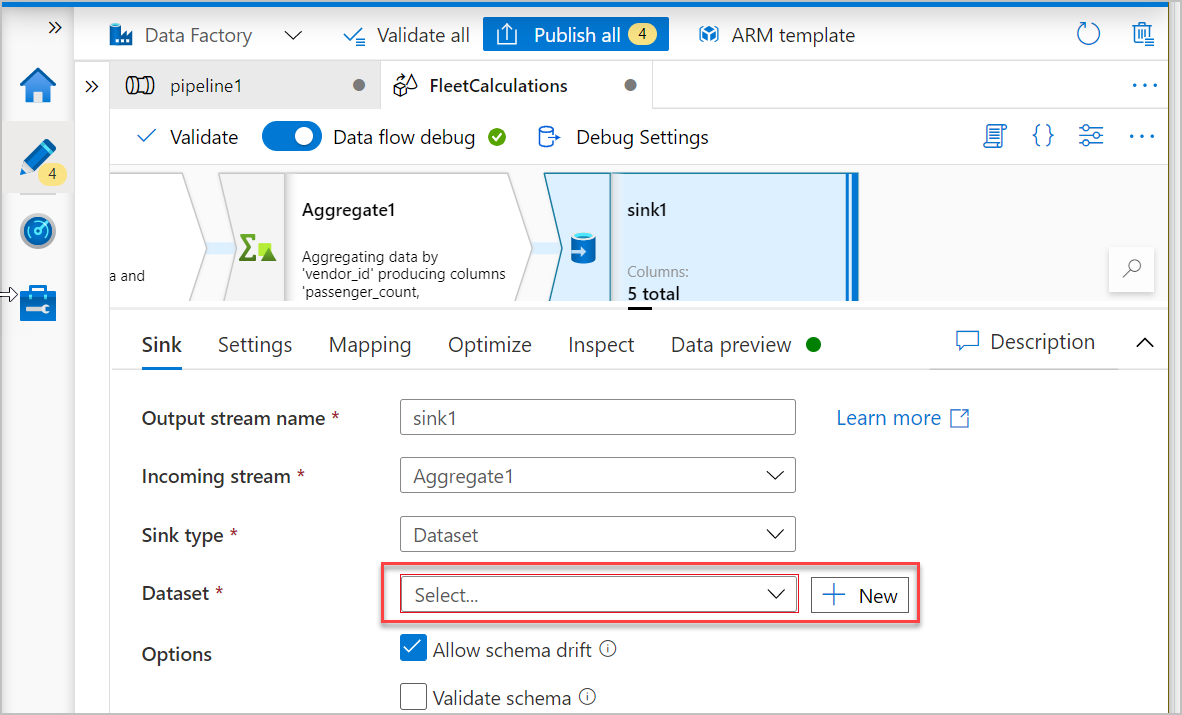 Data Factory
Validate all
Publish all 4
ARM template
pipeline1
FleetCalculations
Validate
Data flow debug
Debug Settings
4
a and
Aggregate1
Aggregating data by
'vendor_id' producing columns
'passenger_count,
sink1
Columns:
5 total
Sink Settings Mapping Optimize Inspect Data preview Description
Output stream name * sink1 Learn more
Incoming stream * Aggregate1
Sink type * Dataset
Dataset * Select... New
Options Allow schema drift
Validate schema